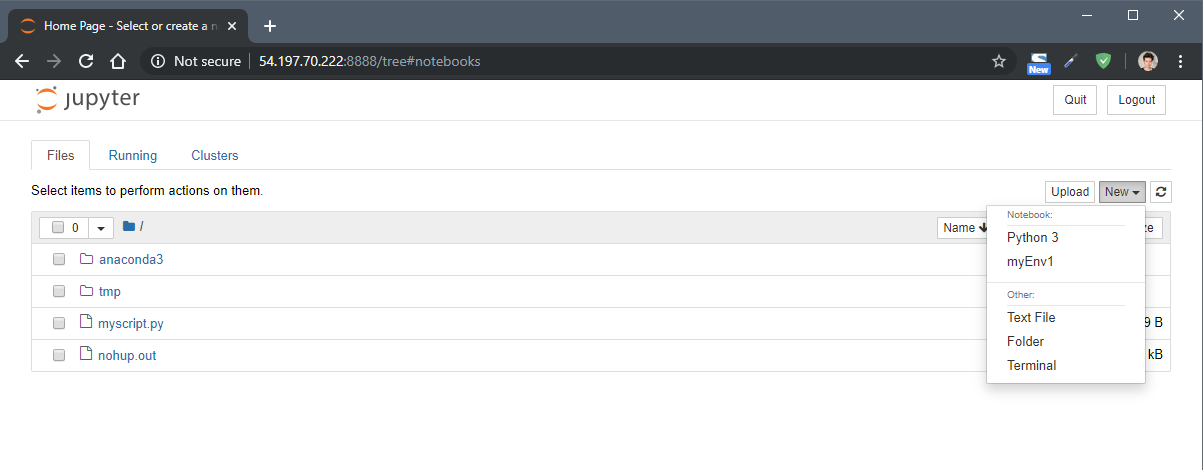 Home Page - Select or create a n
Not secure
54.197.70.222:8888/tree#notebooks
New
jupyter
Quit
Logout
Files
Running
Clusters
Select items to perform actions on them.
Upload
New
0
/
Name
ze
Notebook:
Python 3
myEnv1
Other:
Text File
Folder
Terminal
anaconda3
tmp
myscript.py
9 B
nohup.out
kB